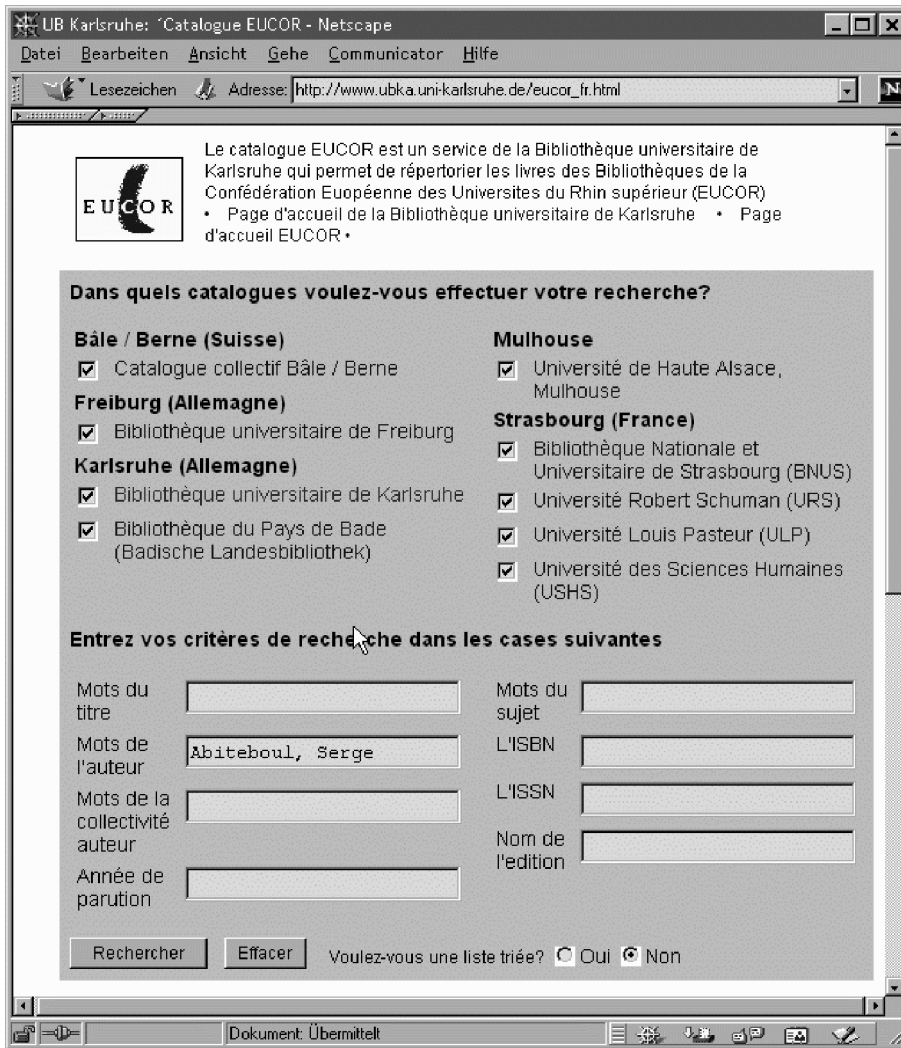 UB Karlsruhe: ´Catalogue EUCOR - Netscape
Datei Bearbeiten Ansicht Gehe Communicator Hilfe
Lesezeichen Adresse: http://www.ubka.uni-karlsruhe.de/eucor_fr.html
N
Le catalogue EUCOR est un service de la Bibliothèque universitaire de
Karlsruhe qui permet de répertorier les livres des Bibliothèques de la
Confédération Euopéenne des Universites du Rhin supérieur (EUCOR)
• Page d'accueil de la Bibliothèque universitaire de Karlsruhe • Page
d'accueil EUCOR •
EUCOR
Dans quels catalogues voulez-vous effectuer votre recherche?
Bâle / Berne (Suisse)
Catalogue collectif Bâle / Berne
Freiburg (Allemagne)
Bibliothèque universitaire de Freiburg
Karlsruhe (Allemagne)
Bibliothèque universitaire de Karlsruhe
Bibliothèque du Pays de Bade
(Badische Landesbibliothek)
Mulhouse
Université de Haute Alsace,
Mulhouse
Strasbourg (France)
Bibliothèque Nationale et
Universitaire de Strasbourg (BNUS)
Université Robert Schuman (URS)
Université Louis Pasteur (ULP)
Université des Sciences Humaines
(USHS)
Entrez vos critères de recherche dans les cases suivantes
Mots du
titre
Mots de
l'auteur
Abiteboul, Serge
Mots de la
collectivité
auteur
Année de
parution
Mots du
sujet
L'ISBN
L'ISSN
Nom de
l'edition
Rechercher Effacer Voulez-vous une liste triée? Oui Non
Dokument: Übermittelt